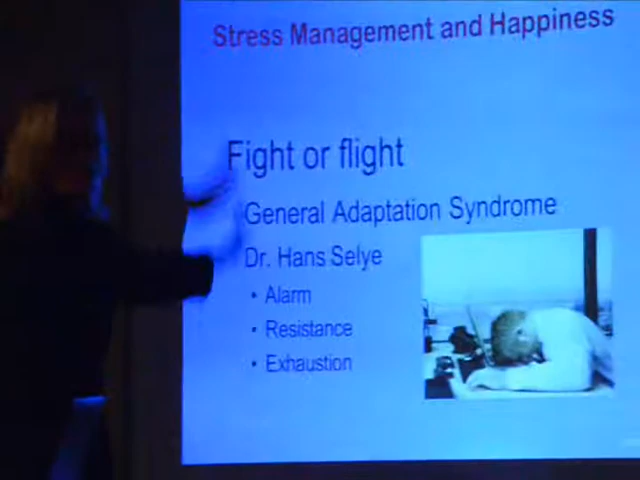 Stress Management and Happiness
Fight or flight
General Adaptation Syndrome
Dr. Hans Selye
• Alarm
• Resistance
• Exhaustion